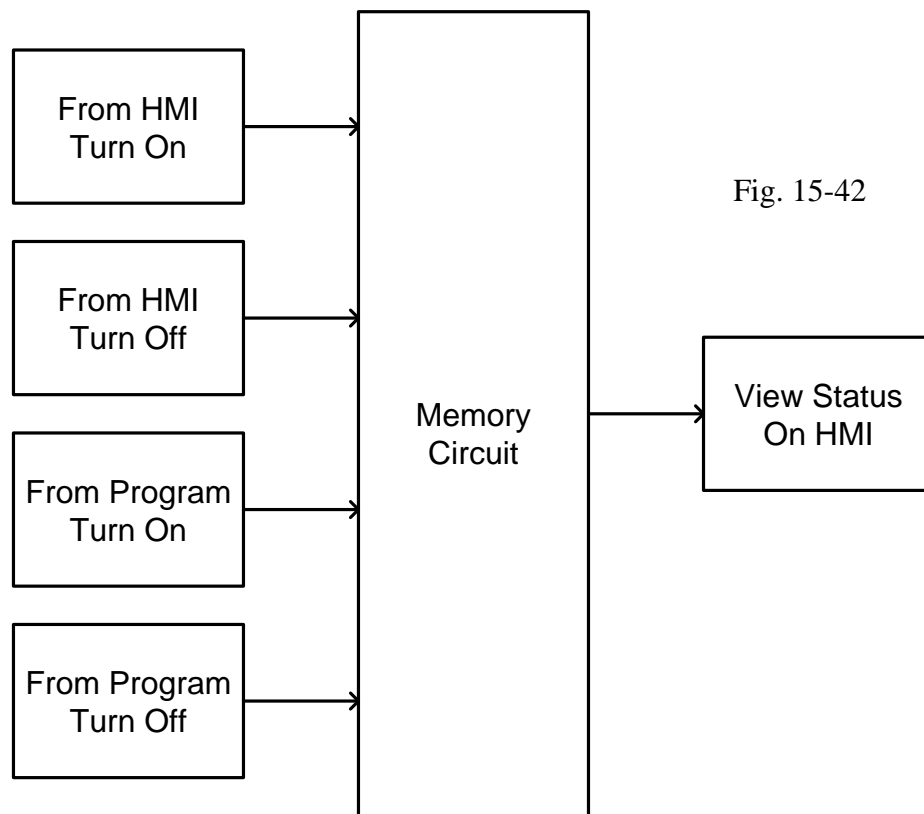 From HMI
Turn On
From HMI
Turn Off
From Program
Turn On
From Program
Turn Off
Memory
Circuit
Fig. 15-42
View Status
On HMI